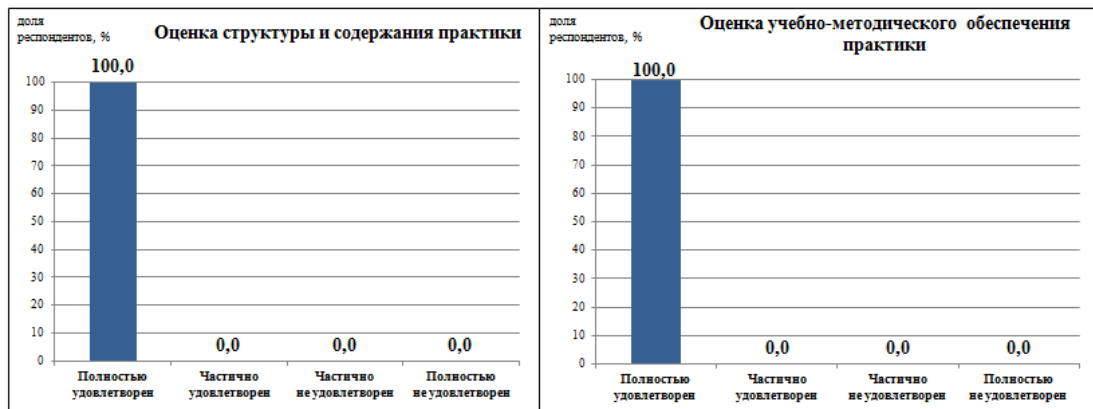 доля
респондентов, %
Оценка структуры и содержания практики
100,0
100
90
80
70
60
50
40
30
20
10
0
0,0
0,0
0,0
Полностью
удовлетворен
Частично
удовлетворен
Частично
не удовлетворен
Полностью
не удовлетворен
доля
респондентов, %
Оценка учебно-методического обеспечения
практики
100,0
100
90
80
70
60
50
40
30
20
10
0
0,0
0,0
0,0
Полностью
удовлетворен
Частично
удовлетворен
Частично
не удовлетворен
Полностью
не удовлетворен